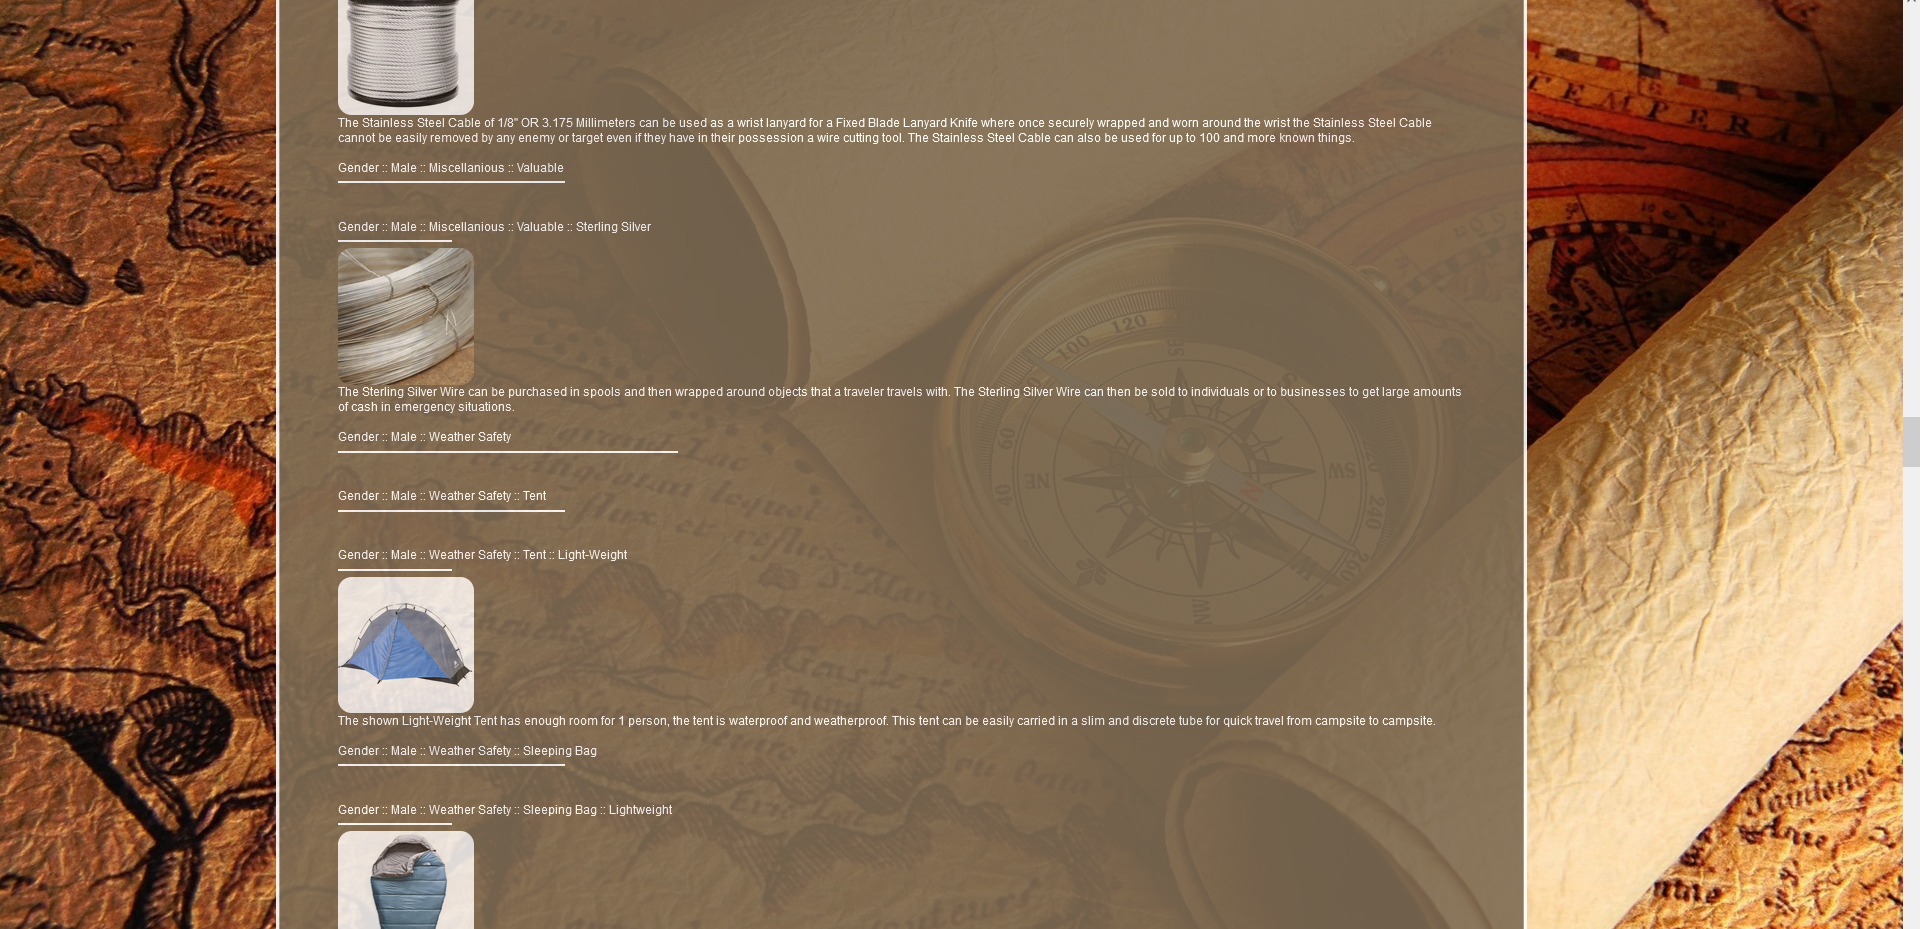 The Stainless Steel Cable of 1/8" OR 3.175 Millimeters can be used as a wrist lanyard for a Fixed Blade Lanyard Knife where once securely wrapped and worn around the wrist the Stainless Steel Cable
cannot be easily removed by any enemy or target even if they have in their possession a wire cutting tool. The Stainless Steel Cable can also be used for up to 100 and more known things.
Gender :: Male :: Miscellanious :: Valuable
Gender :: Male :: Miscellanious :: Valuable :: Sterling Silver
The Sterling Silver Wire can be purchased in spools and then wrapped around objects that a traveler travels with. The Sterling Silver Wire can then be sold to individuals or to businesses to get large amounts
of cash in emergency situations.
Gender :: Male :: Weather Safety
Gender :: Male :: Weather Safety :: Tent
Gender :: Male :: Weather Safety :: Tent :: Light-Weight
The shown Light-Weight Tent has enough room for 1 person, the tent is waterproof and weatherproof. This tent can be easily carried in a slim and discrete tube for quick travel from campsite to campsite.
Gender :: Male :: Weather Safety :: Sleeping Bag
Gender :: Male :: Weather Safety :: Sleeping Bag :: Lightweight
120
100
60
40
NE
SW
240
260
N